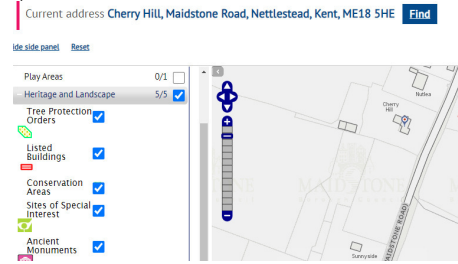 Current address Cherry Hill, Maidstone Road, Nettlestead, Kent, ME18 5HE Find
ide side panel Reset
Play Areas 0/1
Heritage and Landscape 5/5
Tree Protection
Orders
Listed
Buildings
Conservation
Areas
Sites of Special
Interest
Ancient
Monuments
Nutlea
Cherry
Hill
MAIDSTONE
MAIDSTONE ROAD
Sunnyside